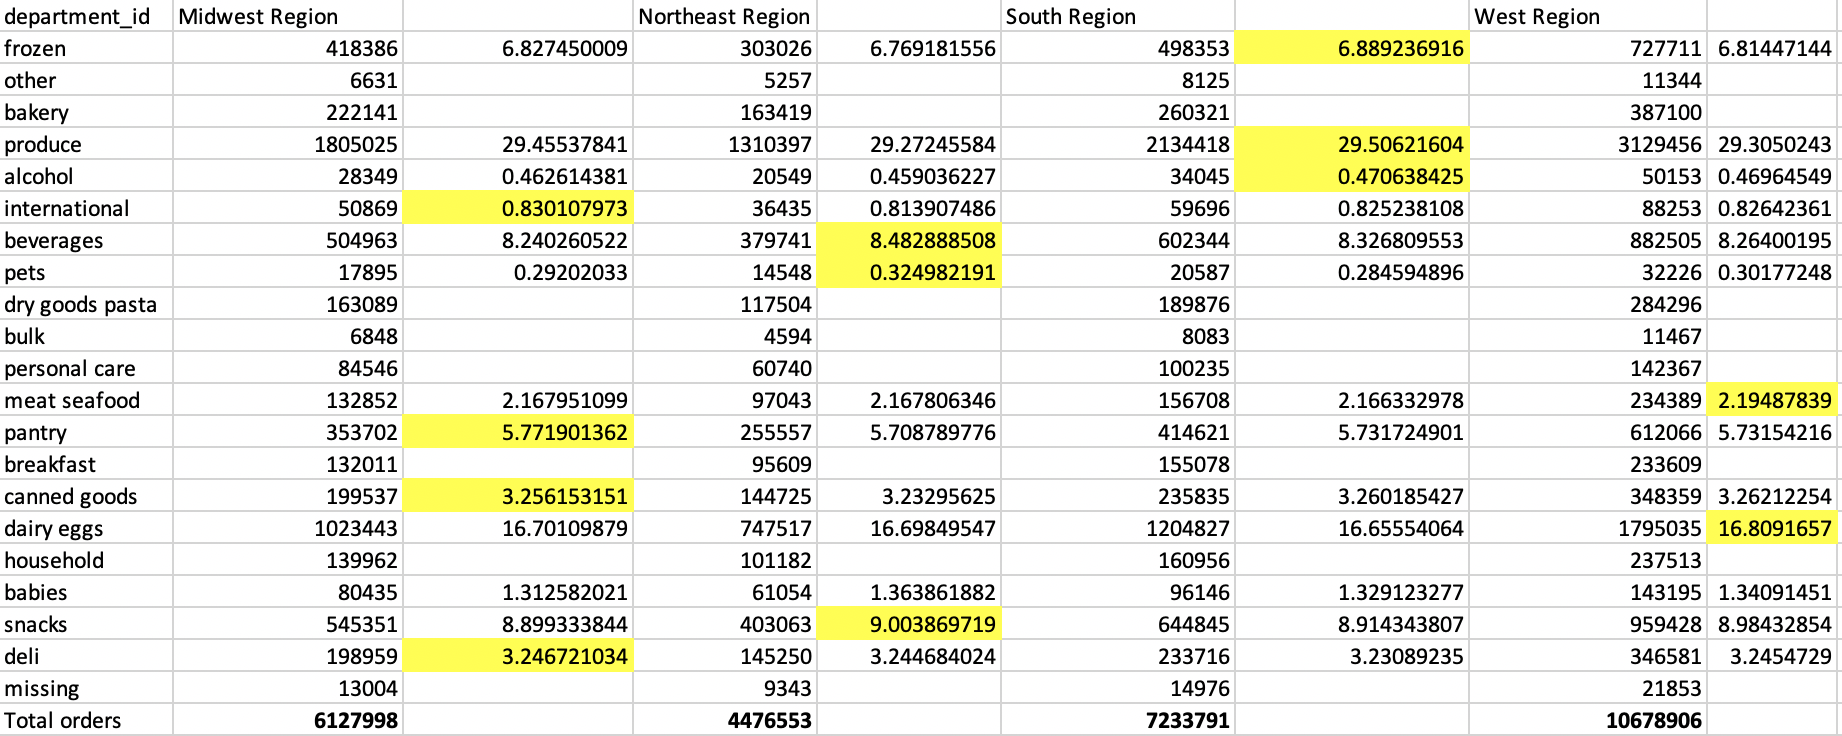 department_id Midwest Region Northeast Region South Region West Region
frozen 418386 6.827450009 303026 6.769181556 498353 6.889236916 727711 6.81447144
other 6631 5257 8125 11344
bakery 222141 163419 260321 387100
produce 1805025 29.45537841 1310397 29.27245584 2134418 29.50621604 3129456 29.3050243
alcohol 28349 0.462614381 20549 0.459036227 34045 0.470638425 50153 0.46964549
international 50869 0.830107973 36435 0.813907486 59696 0.825238108 88253 0.82642361
beverages 504963 8.240260522 379741 8.482888508 602344 8.326809553 882505 8.26400195
pets 17895 0.29202033 14548 0.324982191 20587 0.284594896 32226 0.30177248
dry goods pasta 163089 117504 189876 284296
bulk 6848 4594 8083 11467
personal care 84546 60740 100235 142367
meat seafood 132852 2.167951099 97043 2.167806346 156708 2.166332978 234389 2.19487839
pantry 353702 5.771901362 255557 5.708789776 414621 5.731724901 612066 5.73154216
breakfast 132011 95609 155078 233609
canned goods 199537 3.256153151 144725 3.23295625 235835 3.260185427 348359 3.26212254
dairy eggs 1023443 16.70109879 747517 16.69849547 1204827 16.65554064 1795035 16.8091657
household 139962 101182 160956 237513
babies 80435 1.312582021 61054 1.363861882 96146 1.329123277 143195 1.34091451
snacks 545351 8.899333844 403063 9.003869719 644845 8.914343807 959428 8.98432854
deli 198959 3.246721034 145250 3.244684024 233716 3.23089235 346581 3.2454729
missing 13004 9343 14976 21853
Total orders 6127998 4476553 7233791 10678906